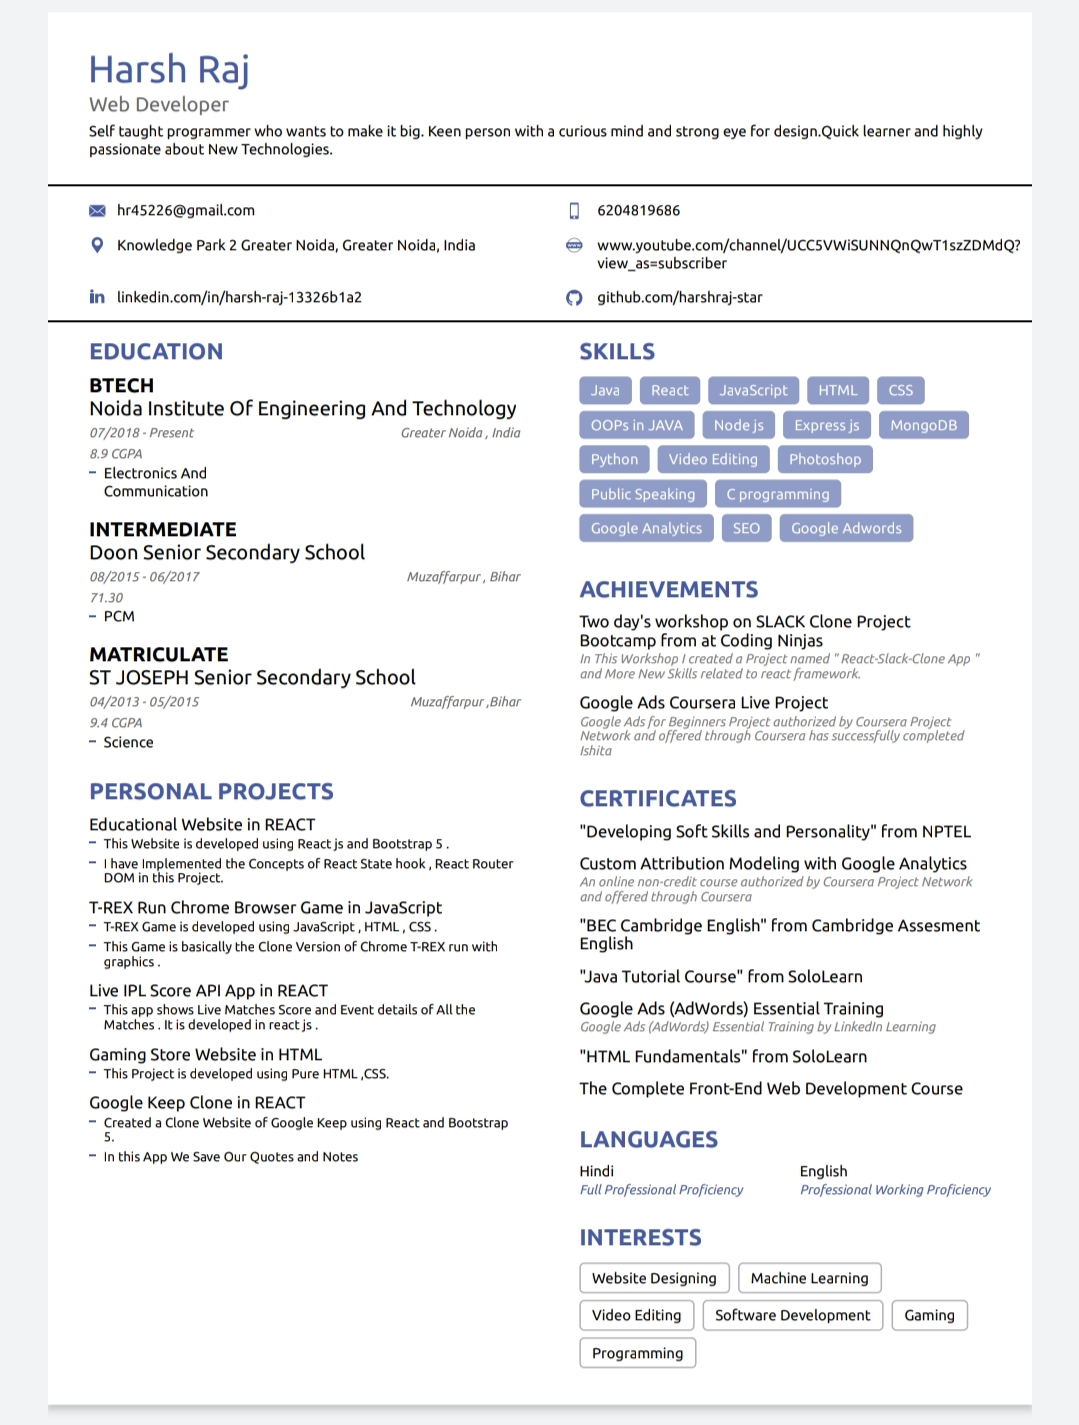 Harsh Raj
Web Developer
Self taught programmer who wants to make it big. Keen person with a curious mind and strong eye for design.Quick learner and highly
passionate about New Technologies.
hr45226@gmail.com
6204819686
Knowledge Park 2 Greater Noida, Greater Noida, India
www.youtube.com/channel/UCC5VWiSUNNQnQwT1szZDMdQ?
view_as=subscriber
linkedin.com/in/harsh-raj-13326b1a2
github.com/harshraj-star
EDUCATION
BTECH
Noida Institute Of Engineering And Technology
07/2018 - Present Greater Noida , India
8.9 CGPA
– Electronics And
Communication
INTERMEDIATE
Doon Senior Secondary School
08/2015 - 06/2017 Muzaffarpur , Bihar
71.30
– PCM
MATRICULATE
ST JOSEPH Senior Secondary School
04/2013 - 05/2015 Muzaffarpur ,Bihar
9.4 CGPA
– Science
PERSONAL PROJECTS
Educational Website in REACT
– This Website is developed using React js and Bootstrap 5 .
– I have Implemented the Concepts of React State hook , React Router
DOM in this Project.
T-REX Run Chrome Browser Game in JavaScript
– T-REX Game is developed using JavaScript , HTML , CSS .
– This Game is basically the Clone Version of Chrome T-REX run with
graphics .
Live IPL Score API App in REACT
– This app shows Live Matches Score and Event details of All the
Matches . It is developed in react js .
Gaming Store Website in HTML
– This Project is developed using Pure HTML ,CSS.
Google Keep Clone in REACT
– Created a Clone Website of Google Keep using React and Bootstrap
5.
– In this App We Save Our Quotes and Notes
SKILLS
Java React JavaScript HTML CSS
OOPs in JAVA Node js Express js MongoDB
Python Video Editing Photoshop
Public Speaking C programming
Google Analytics SEO Google Adwords
ACHIEVEMENTS
Two day's workshop on SLACK Clone Project
Bootcamp from at Coding Ninjas
In This Workshop I created a Project named " React-Slack-Clone App "
and More New Skills related to react framework.
Google Ads Coursera Live Project
Google Ads for Beginners Project authorized by Coursera Project
Network and offered through Coursera has successfully completed
Ishita
CERTIFICATES
"Developing Soft Skills and Personality" from NPTEL
Custom Attribution Modeling with Google Analytics
An online non-credit course authorized by Coursera Project Network
and offered through Coursera
"BEC Cambridge English" from Cambridge Assesment
English
"Java Tutorial Course" from SoloLearn
Google Ads (AdWords) Essential Training
Google Ads (AdWords) Essential Training by LinkedIn Learning
"HTML Fundamentals" from SoloLearn
The Complete Front-End Web Development Course
LANGUAGES
Hindi English
Full Professional Proficiency Professional Working Proficiency
INTERESTS
Website Designing Machine Learning
Video Editing Software Development Gaming
Programming